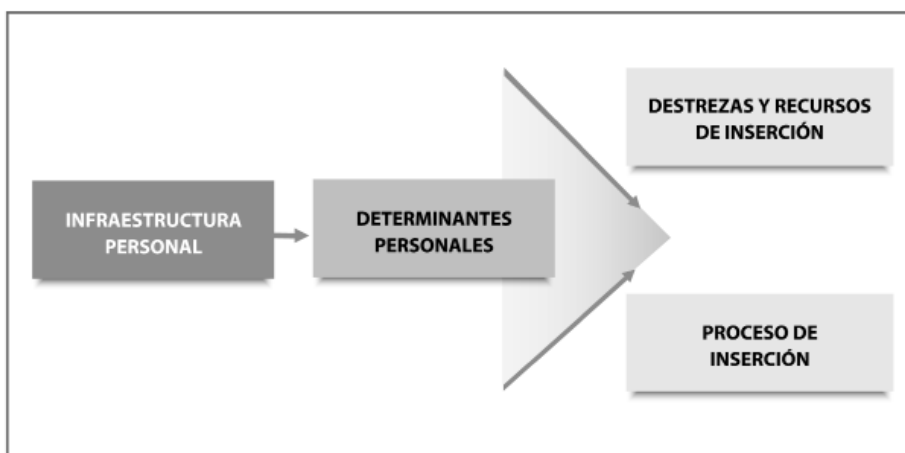 INFRAESTRUCTURA
PERSONAL
DETERMINANTES
PERSONALES
DESTREZAS Y RECURSOS
DE INSERCIÓN
PROCESO DE
INSERCIÓN